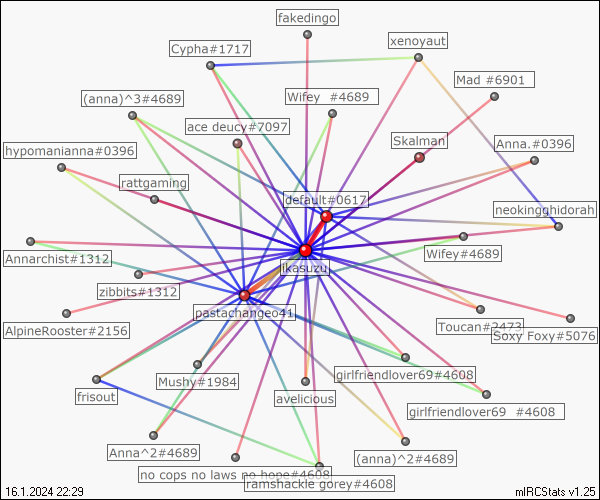 fakedingo
xenoyaut
Cypha#1717
Mad #6901
(anna)^3#4689
Wifey #4689
ace deucy#7097
Skalman
Anna.#0396
hypomanianna#0396
rattgaming
default#0617
neokingghidorah
Wifey#4689
Annarchist#1312
jikasuzu
zibbits#1312
pastachangeo41
AlpineRooster#2156
Toucan#2473
Soxy Foxy#5076
Mushy#1984
girlfriendlover69#4608
frisout
avelicious
girlfriendlover69 #4608
Anna^2#4689
(anna)^2#4689
no cops no laws no hope#4608
ramshackle gorey#4608
16.1.2024 22:29
mIRCStats v1.25